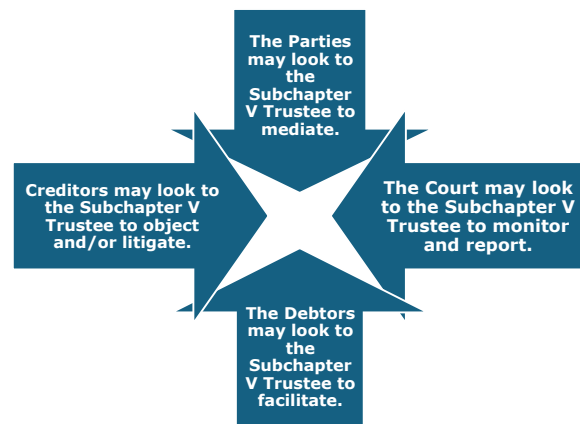 The Parties
may look to
the
Subchapter
V Trustee to
mediate.
Creditors may look to
the Subchapter V
Trustee to object
and/or litigate.
The Court may look
to the Subchapter V
Trustee to monitor
and report.
The Debtors
may look to
the
Subchapter
V Trustee to
facilitate.